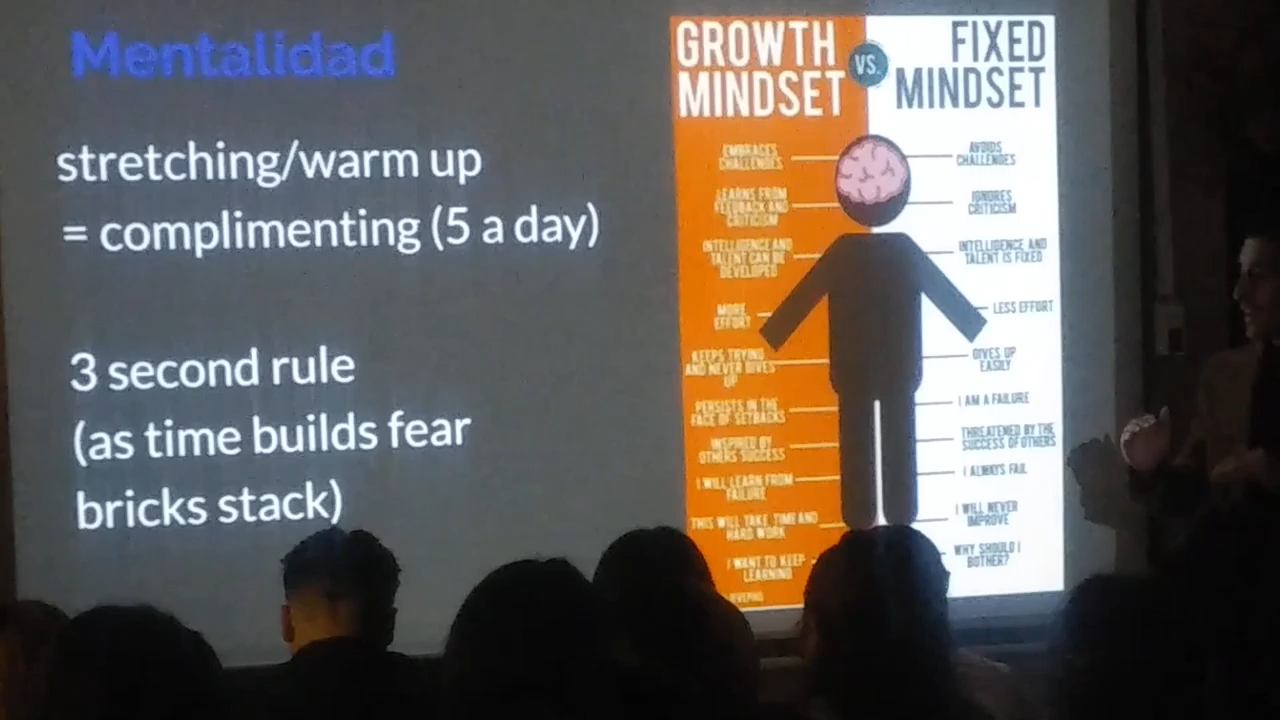 Mentalidad
stretching/warm up
= complimenting (5 a day)
3 second rule
(as time builds fear
bricks stack)
GROWTH
MINDSET
VS.
FIXED
MINDSET
EMBRACES
CHALLENGES
LEARNS FROM
FEEDBACK AND
CRITICISM
INTELLIGENCE AND
TALENT CAN BE
DEVELOPED
MORE
EFFORT
KEEPS TRYING
AND NEVER GIVES
UP
PERSISTS IN THE
FACE OF SETBACKS
INSPIRED BY
OTHERS SUCCESS
I WILL LEARN FROM
FAILURE
THIS WILL TAKE TIME AND
HARD WORK
I WANT TO KEEP
LEARNING
AVOIDS
CHALLENGES
IGNORES
CRITICISM
INTELLIGENCE AND
TALENT IS FIXED
LESS EFFORT
GIVES UP
EASILY
I AM A FAILURE
THREATENED BY THE
SUCCESS OF OTHERS
I ALWAYS FAIL
I WILL NEVER
IMPROVE
WHY SHOULD I
BOTHER?